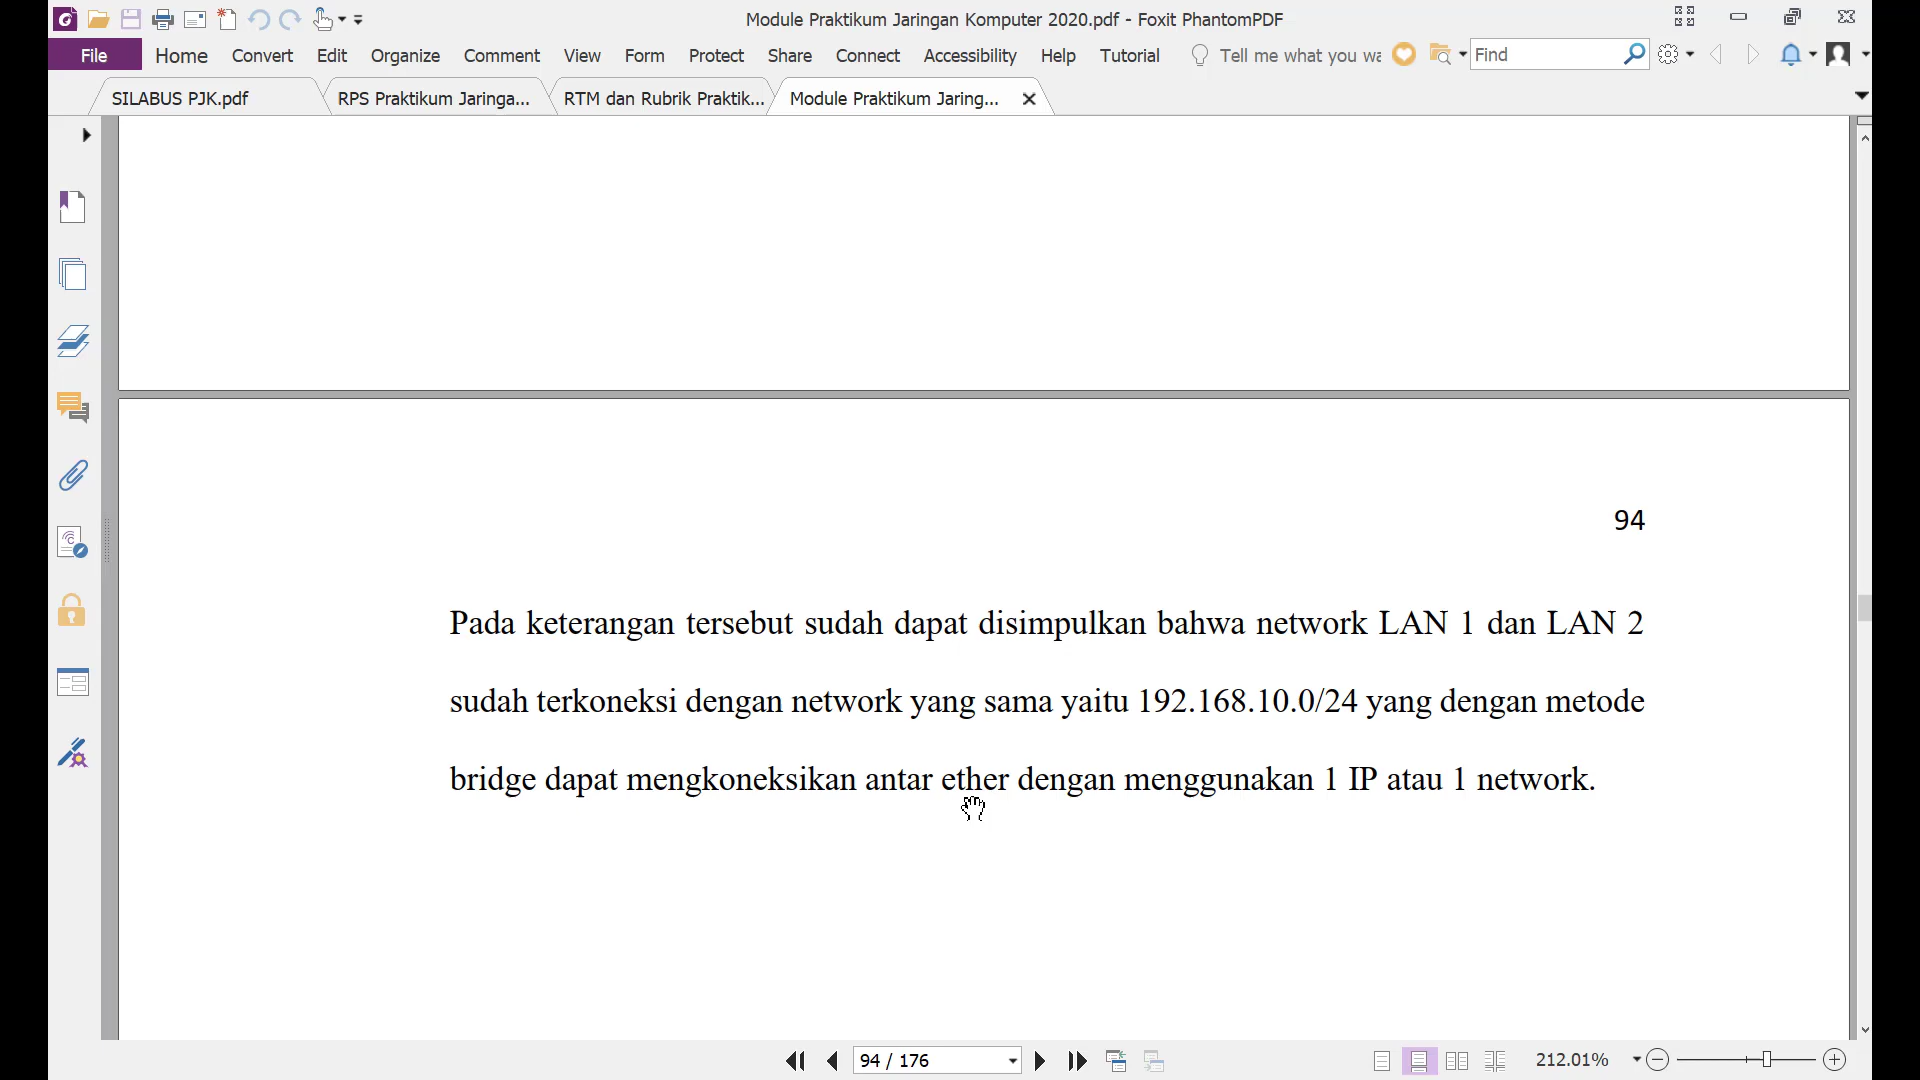 Module Praktikum Jaringan Komputer 2020.pdf - Foxit PhantomPDF
File Home Convert Edit Organize Comment View Form Protect Share Connect Accessibility Help Tutorial Tell me what you wa Find
SILABUS PJK.pdf RPS Praktikum Jaringa... RTM dan Rubrik Praktik... Module Praktikum Jaring...
94
Pada keterangan tersebut sudah dapat disimpulkan bahwa network LAN 1 dan LAN 2
sudah terkoneksi dengan network yang sama yaitu 192.168.10.0/24 yang dengan metode
bridge dapat mengkoneksikan antar ether dengan menggunakan 1 IP atau 1 network.
94 / 176 212.01%